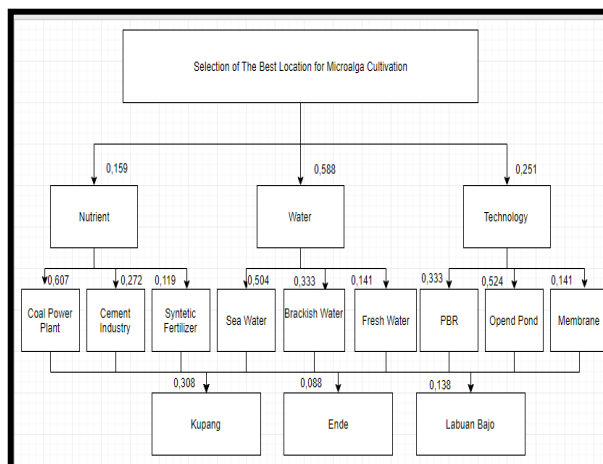 Selection of The Best Location for Microalga Cultivation
0,159
0,588
0,251
Nutrient
Water
Technology
0,607
0,272
0,119
0,504
0,333
0,141
0,333
0,524
0,141
Coal Power
Plant
Cement
Industry
Syntetic
Fertilizer
Sea Water
Brackish Water
Fresh Water
PBR
Opend Pond
Membrane
0,308
0,088
0,138
Kupang
Ende
Labuan Bajo